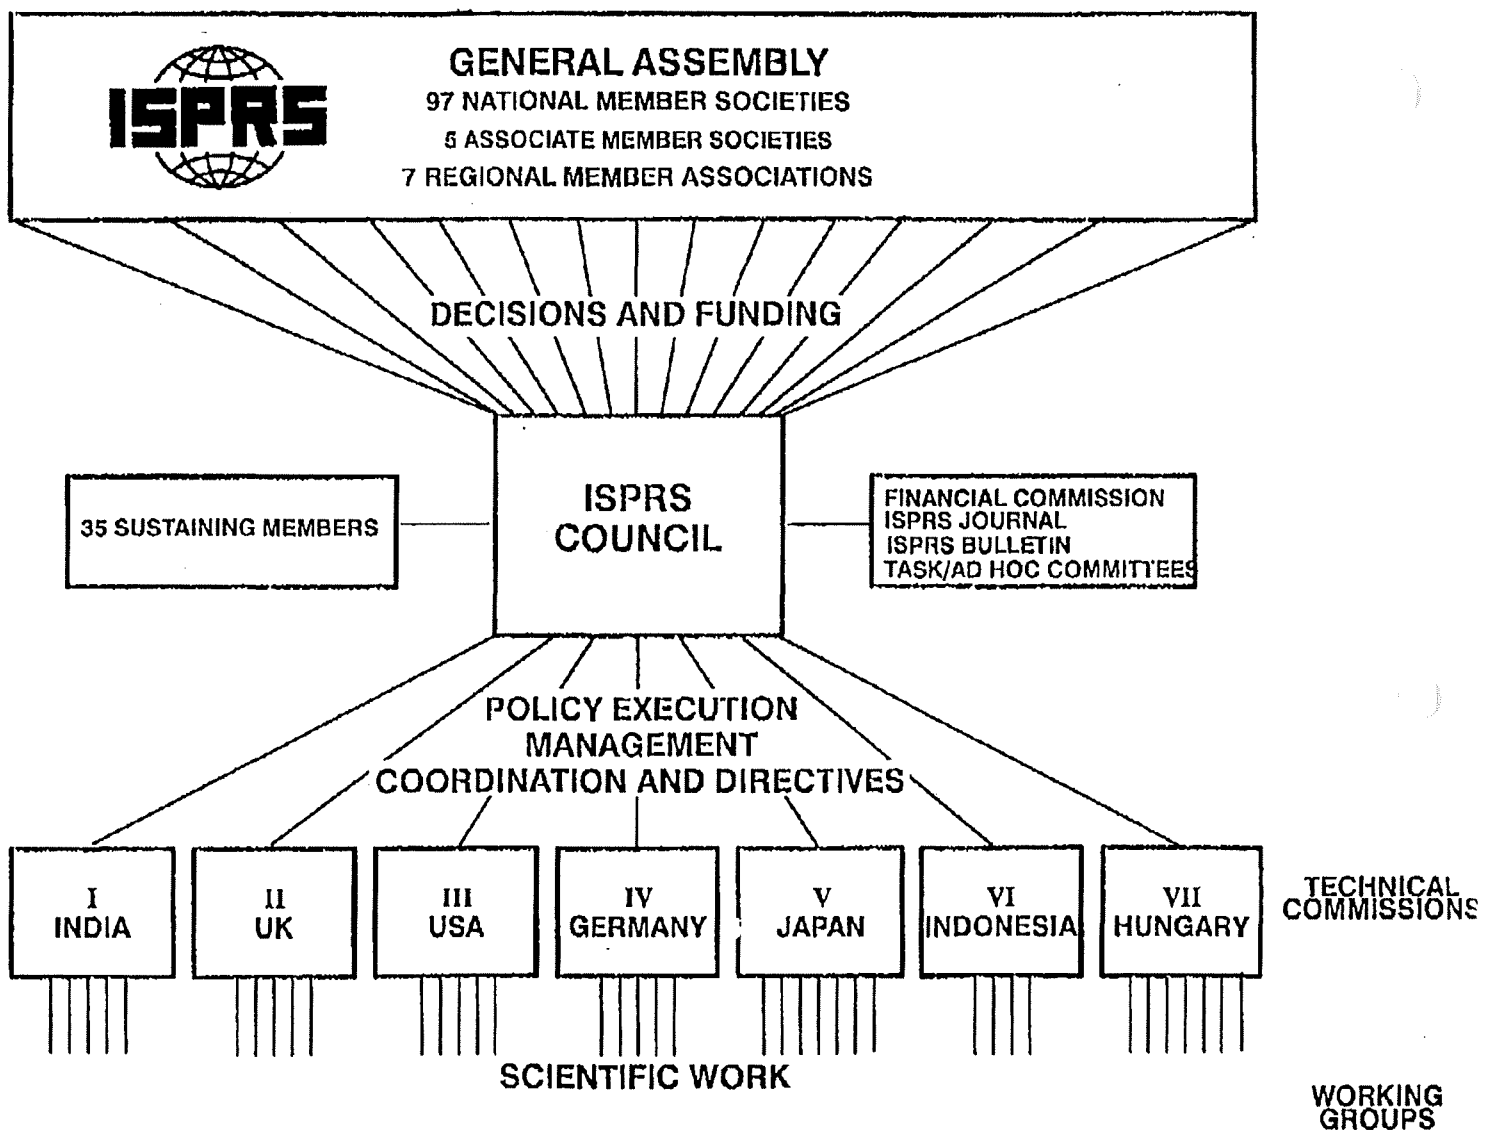 ISPRS
GENERAL ASSEMBLY
97 NATIONAL MEMBER SOCIETIES
5 ASSOCIATE MEMBER SOCIETIES
7 REGIONAL MEMBER ASSOCIATIONS
DECISIONS AND FUNDING
35 SUSTAINING MEMBERS
ISPRS
COUNCIL
FINANCIAL COMMISSION
ISPRS JOURNAL
ISPRS BULLETIN
TASK/AD HOC COMMITTEES
POLICY EXECUTION
MANAGEMENT
COORDINATION AND DIRECTIVES
I
INDIA
II
UK
III
USA
IV
GERMANY
V
JAPAN
VI
INDONESIA
VII
HUNGARY
TECHNICAL
COMMISSIONS
SCIENTIFIC WORK
WORKING
GROUPS